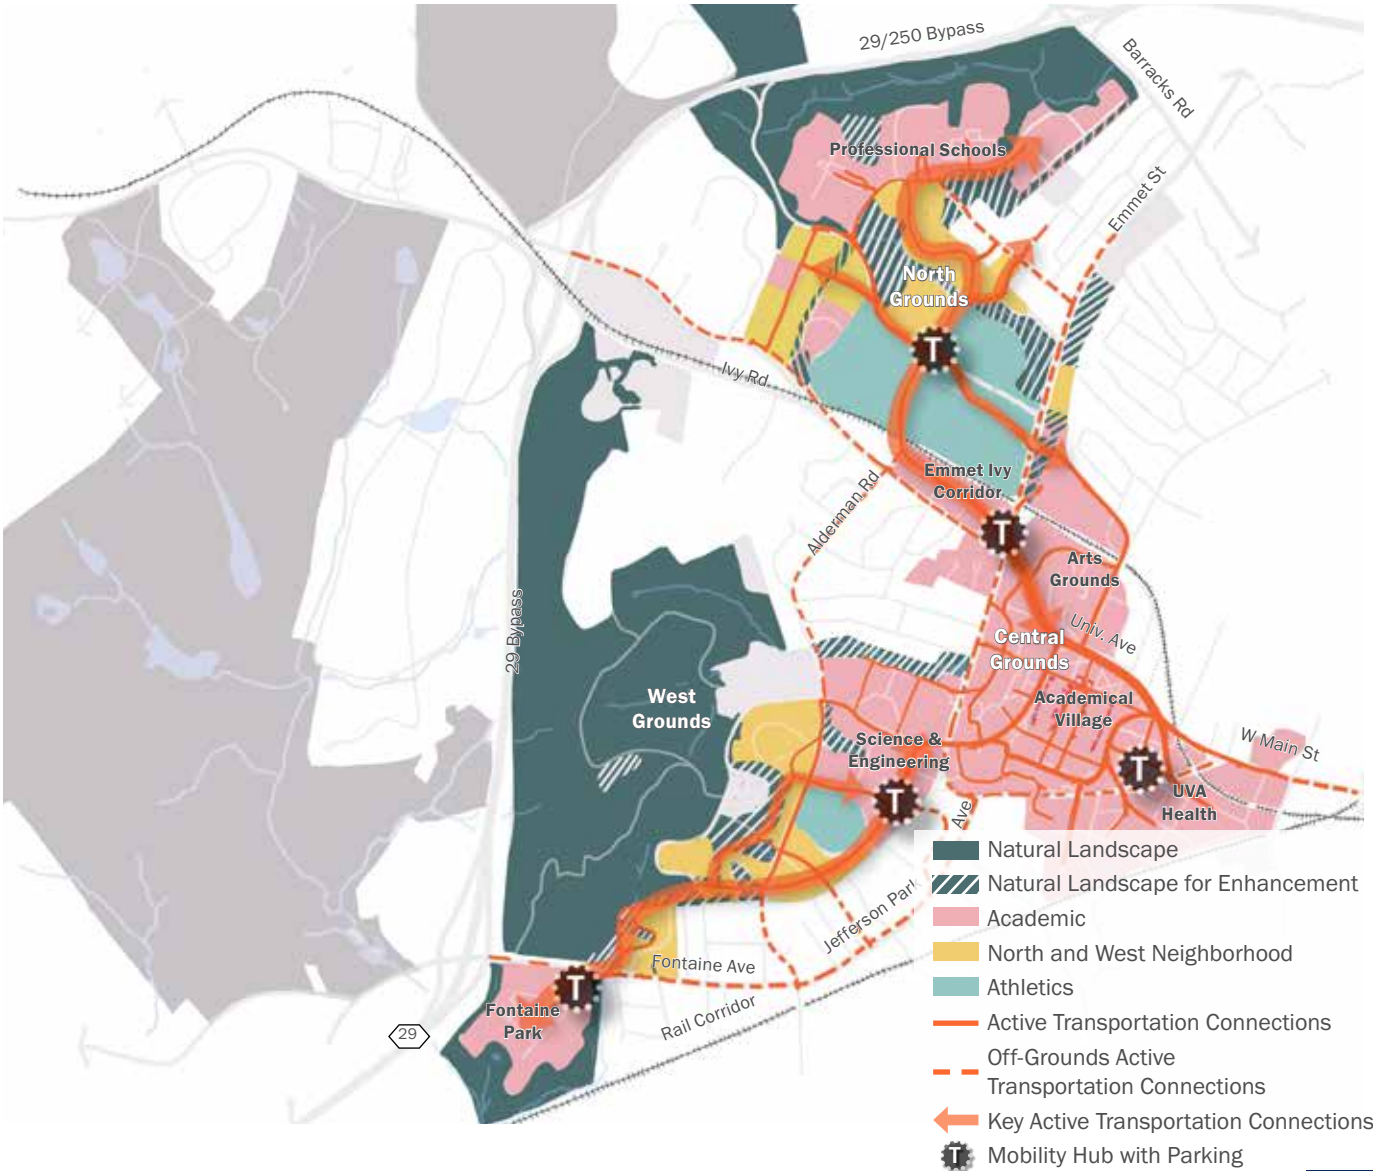 29/250 Bypass
Barracks Rd
Professional Schools
Emmet St
North
Grounds
T
Ivy Rd
Emmet Ivy
Corridor
Alderman Rd
T
Arts
Grounds
29 Bypass
Univ. Ave
Central
Grounds
West
Grounds
Academical
Village
Science &
Engineering
W Main St
T
T
UVA
Health
Ave
Jefferson Park
Fontaine Ave
T
Fontaine
Park
Rail Corridor
29
Natural Landscape
Natural Landscape for Enhancement
Academic
North and West Neighborhood
Athletics
Active Transportation Connections
Off-Grounds Active
Transportation Connections
Key Active Transportation Connections
T
Mobility Hub with Parking